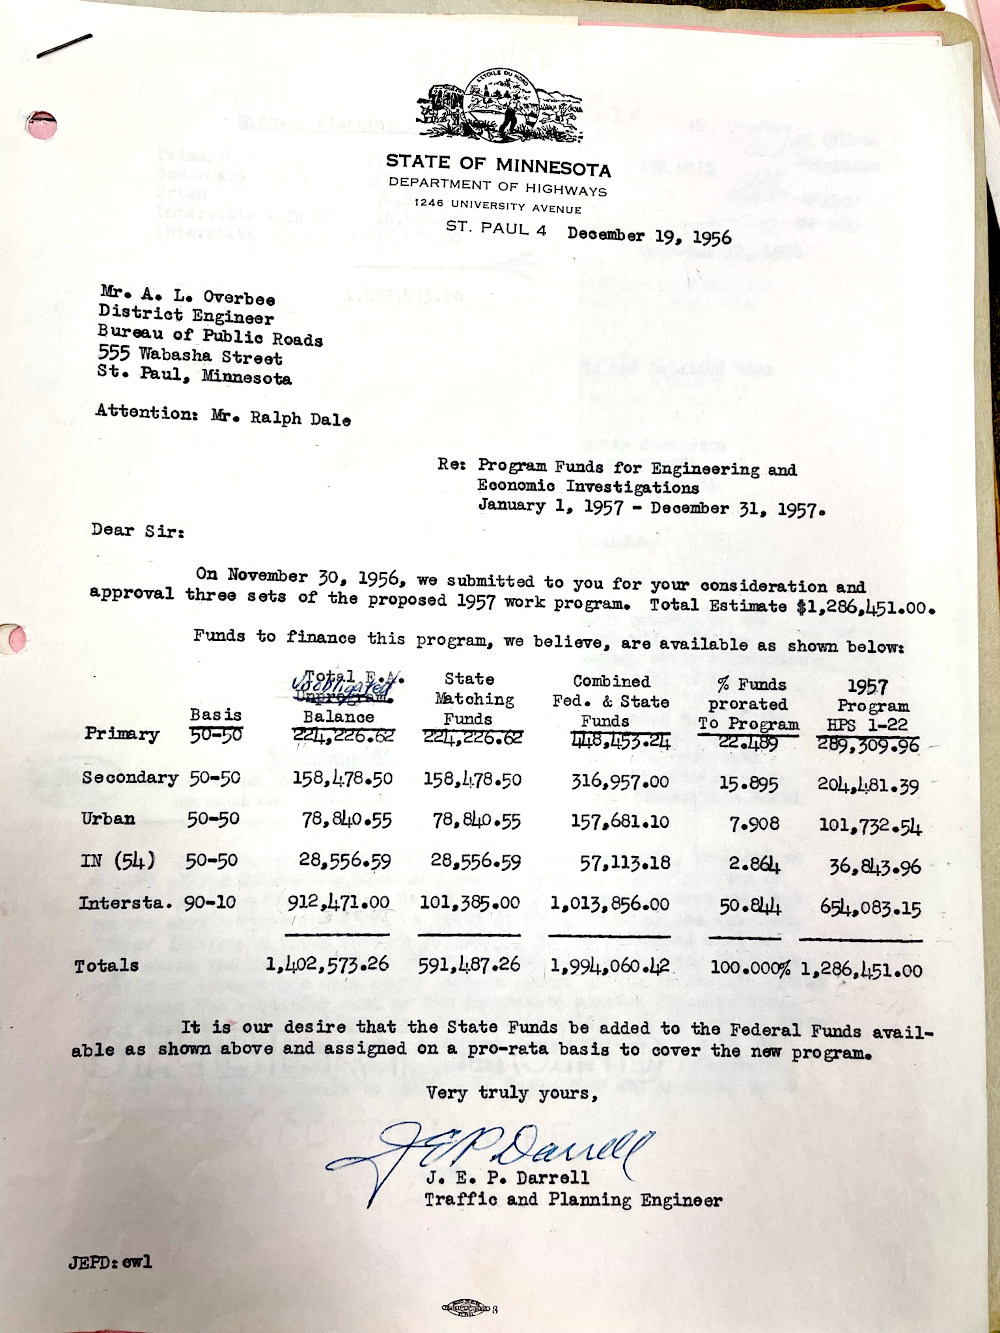 L'ETOILE DU NORD
STATE OF MINNESOTA
DEPARTMENT OF HIGHWAYS
1246 UNIVERSITY AVENUE
ST. PAUL 4 December 19, 1956
Mr. A. L. Overbee
District Engineer
Bureau of Public Roads
555 Wabasha Street
St. Paul, Minnesota
Attention: Mr. Ralph Dale
Re: Program Funds for Engineering and
Economic Investigations
January 1, 1957 - December 31, 1957.
Dear Sir:
On November 30, 1956, we submitted to you for your consideration and
approval three sets of the proposed 1957 work program. Total Estimate $1,286,451.00.
Funds to finance this program, we believe, are available as shown below:
Total F.A. State Combined % Funds 1957
Unobligated
Unprogram. Matching Fed. & State prorated Program
Basis Balance Funds Funds To Program HPS 1-22
Primary 50-50 224,226.62 224,226.62 448,453.24 22.489 289,309.96
Secondary 50-50 158,478.50 158,478.50 316,957.00 15.895 204,481.39
Urban 50-50 78,840.55 78,840.55 157,681.10 7.908 101,732.54
IN (54) 50-50 28,556.59 28,556.59 57,113.18 2.864 36,843.96
Intersta. 90-10 912,471.00 101,385.00 1,013,856.00 50.844 654,083.15
Totals 1,402,573.26 591,487.26 1,994,060.42 100.000% 1,286,451.00
It is our desire that the State Funds be added to the Federal Funds avail-
able as shown above and assigned on a pro-rata basis to cover the new program.
Very truly yours,
J E P Darrell
J. E. P. Darrell
Traffic and Planning Engineer
JEPD:ewl
8